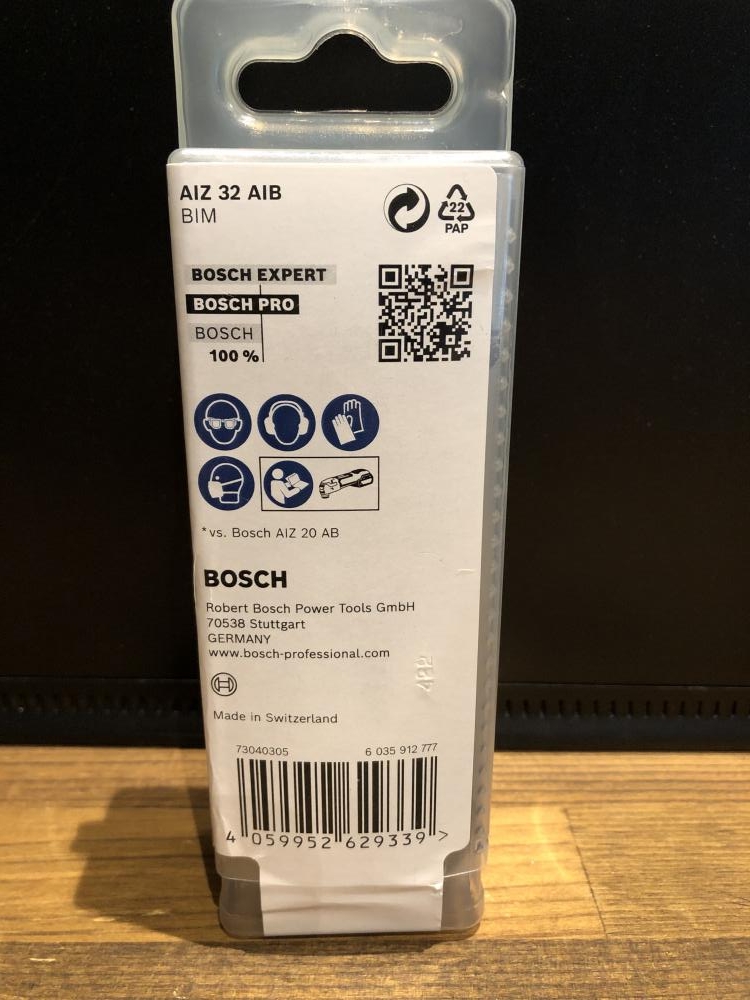 AIZ 32 AIB
BIM
22
PAP
BOSCH EXPERT
BOSCH PRO
BOSCH
100 %
* vs. Bosch AIZ 20 AB
BOSCH
Robert Bosch Power Tools GmbH
70538 Stuttgart
GERMANY
www.bosch-professional.com
422
Made in Switzerland
73040305 6 035 912 777
4 059952 629339 >